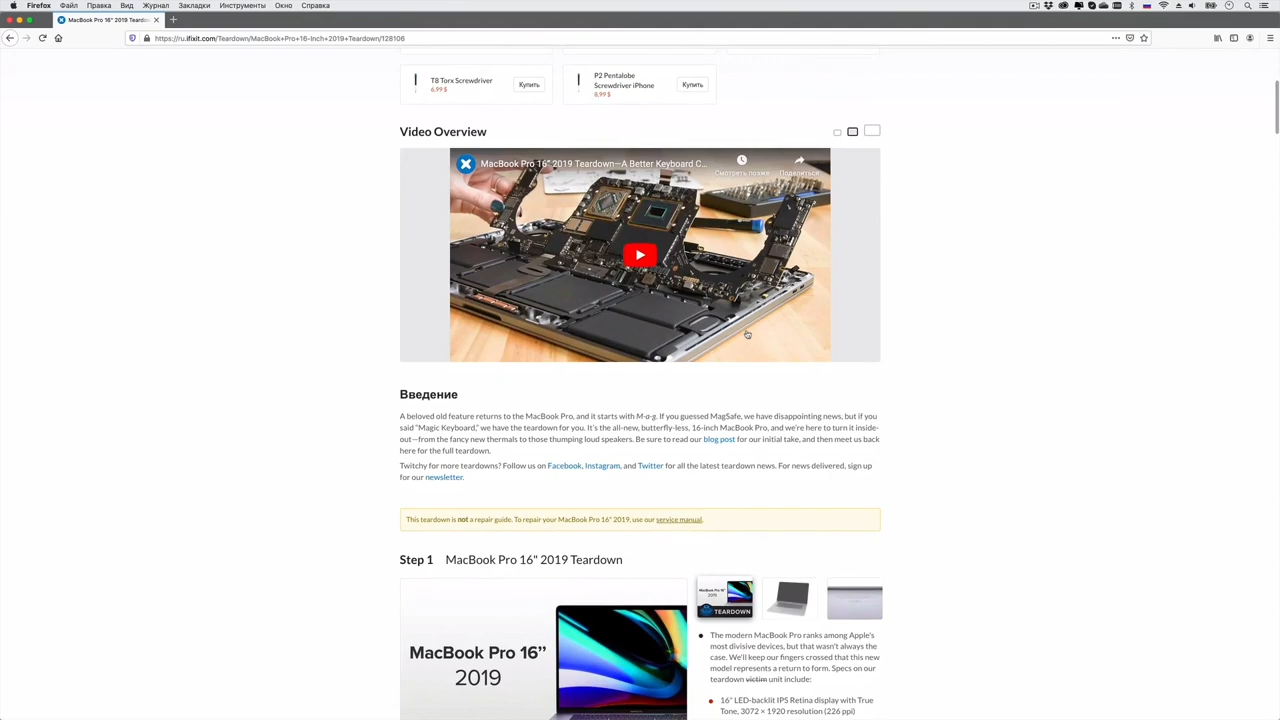 Firefox Файл Правка Вид Журнал Закладки Инструменты Окно Справка
MacBook Pro 16" 2019 Teardo
https://ru.ifixit.com/Teardown/MacBook+Pro+16-Inch+2019+Teardown/128106
T8 Torx Screwdriver
6,99 $
Купить
P2 Pentalobe
Screwdriver iPhone
8,99 $
Купить
Video Overview
MacBook Pro 16" 2019 Teardown—A Better Keyboard C...
Смотреть позже
Поделиться
Введение
A beloved old feature returns to the MacBook Pro, and it starts with M-a-g. If you guessed MagSafe, we have disappointing news, but if you
said "Magic Keyboard," we have the teardown for you. It's the all-new, butterfly-less, 16-inch MacBook Pro, and we're here to turn it inside-
out—from the fancy new thermals to those thumping loud speakers. Be sure to read our blog post for our initial take, and then meet us back
here for the full teardown.
Twitchy for more teardowns? Follow us on Facebook, Instagram, and Twitter for all the latest teardown news. For news delivered, sign up
for our newsletter.
This teardown is not a repair guide. To repair your MacBook Pro 16" 2019, use our service manual.
Step 1 MacBook Pro 16" 2019 Teardown
MacBook Pro 16"
2019
MacBook Pro 16"
2019
TEARDOWN
The modern MacBook Pro ranks among Apple's
most divisive devices, but that wasn't always the
case. We'll keep our fingers crossed that this new
model represents a return to form. Specs on our
teardown victim unit include:
16" LED-backlit IPS Retina display with True
Tone, 3072 × 1920 resolution (226 ppi)